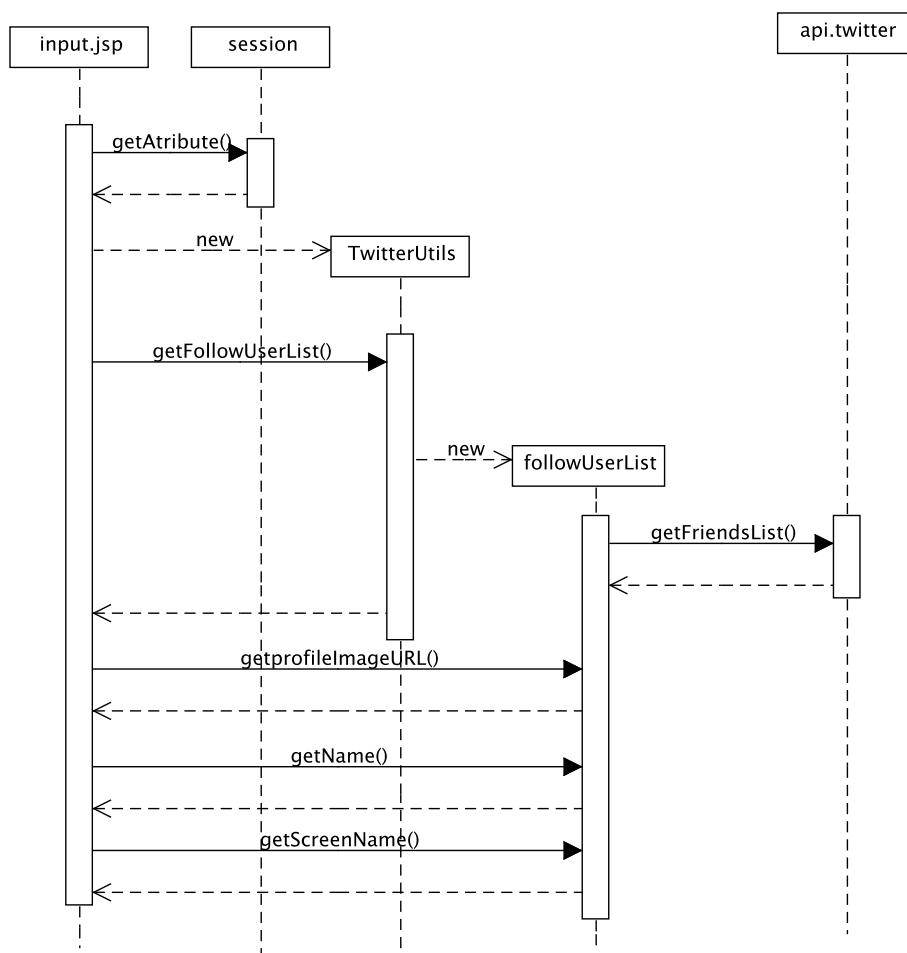 input.jsp
session
api.twitter
getAtribute()
new
TwitterUtils
getFollowUserList()
new
followUserList
getFriendsList()
getprofileImageURL()
getName()
getScreenName()